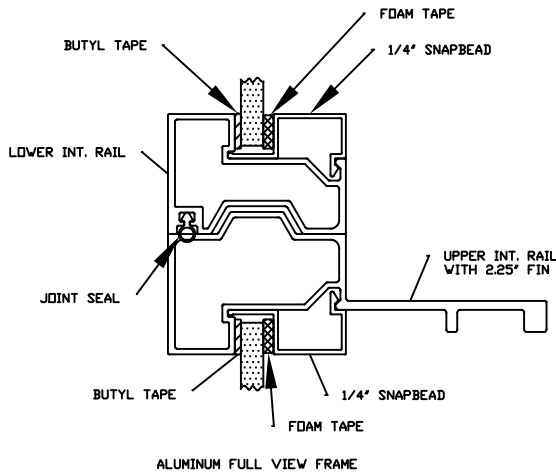 FOAM TAPE
BUTYL TAPE
1/4" SNAPBEAD
LOWER INT. RAIL
UPPER INT. RAIL
WITH 2.25" FIN
JOINT SEAL
BUTYL TAPE
1/4" SNAPBEAD
FOAM TAPE
ALUMINUM FULL VIEW FRAME